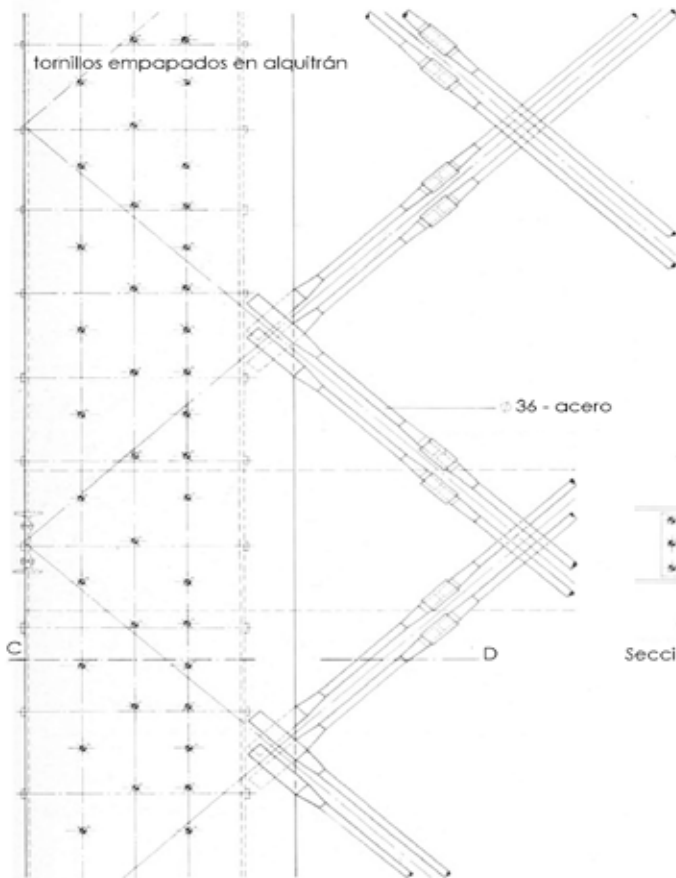 tornillos empapados en alquitrán
∅ 36 - acero
C
D
Secci